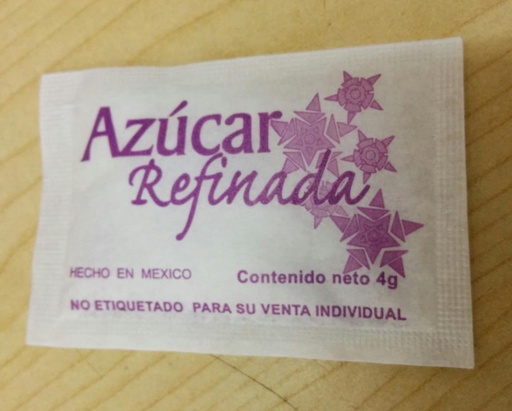 Azúcar
Refinada
HECHO EN MEXICO Contenido neto 4g
NO ETIQUETADO PARA SU VENTA INDIVIDUAL